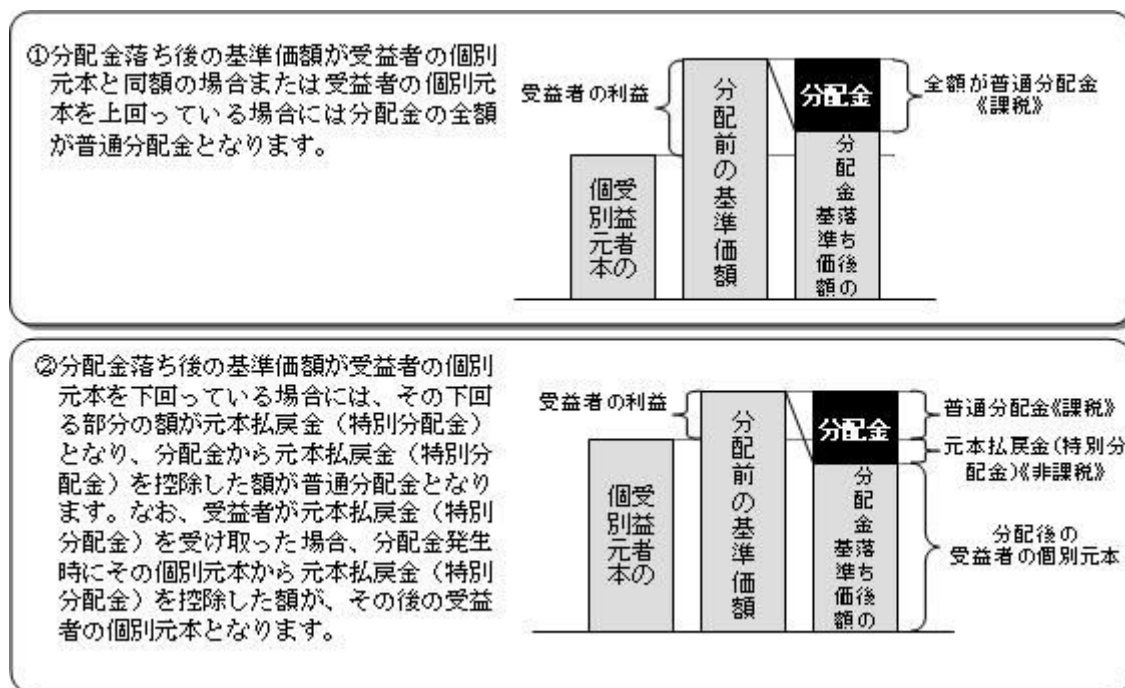 ①分配金落ち後の基準価額が受益者の個別
元本と同額の場合または受益者の個別元
本を上回っている場合には分配金の全額
が普通分配金となります。
受益者の利益
受益者の
個別元本
分配前の基準価額
分配金
分配金落ち後の
基準価額
全額が普通分配金
《課税》
②分配金落ち後の基準価額が受益者の個別
元本を下回っている場合には、その下回
る部分の額が元本払戻金（特別分配金）
となり、分配金から元本払戻金（特別分
配金）を控除した額が普通分配金となり
ます。なお、受益者が元本払戻金（特別
分配金）を受け取った場合、分配金発生
時にその個別元本から元本払戻金（特別
分配金）を控除した額が、その後の受益
者の個別元本となります。
受益者の利益
受益者の
個別元本
分配前の基準価額
分配金
分配金落ち後の
基準価額
普通分配金《課税》
元本払戻金(特別分
配金)《非課税》
分配後の
受益者の個別元本